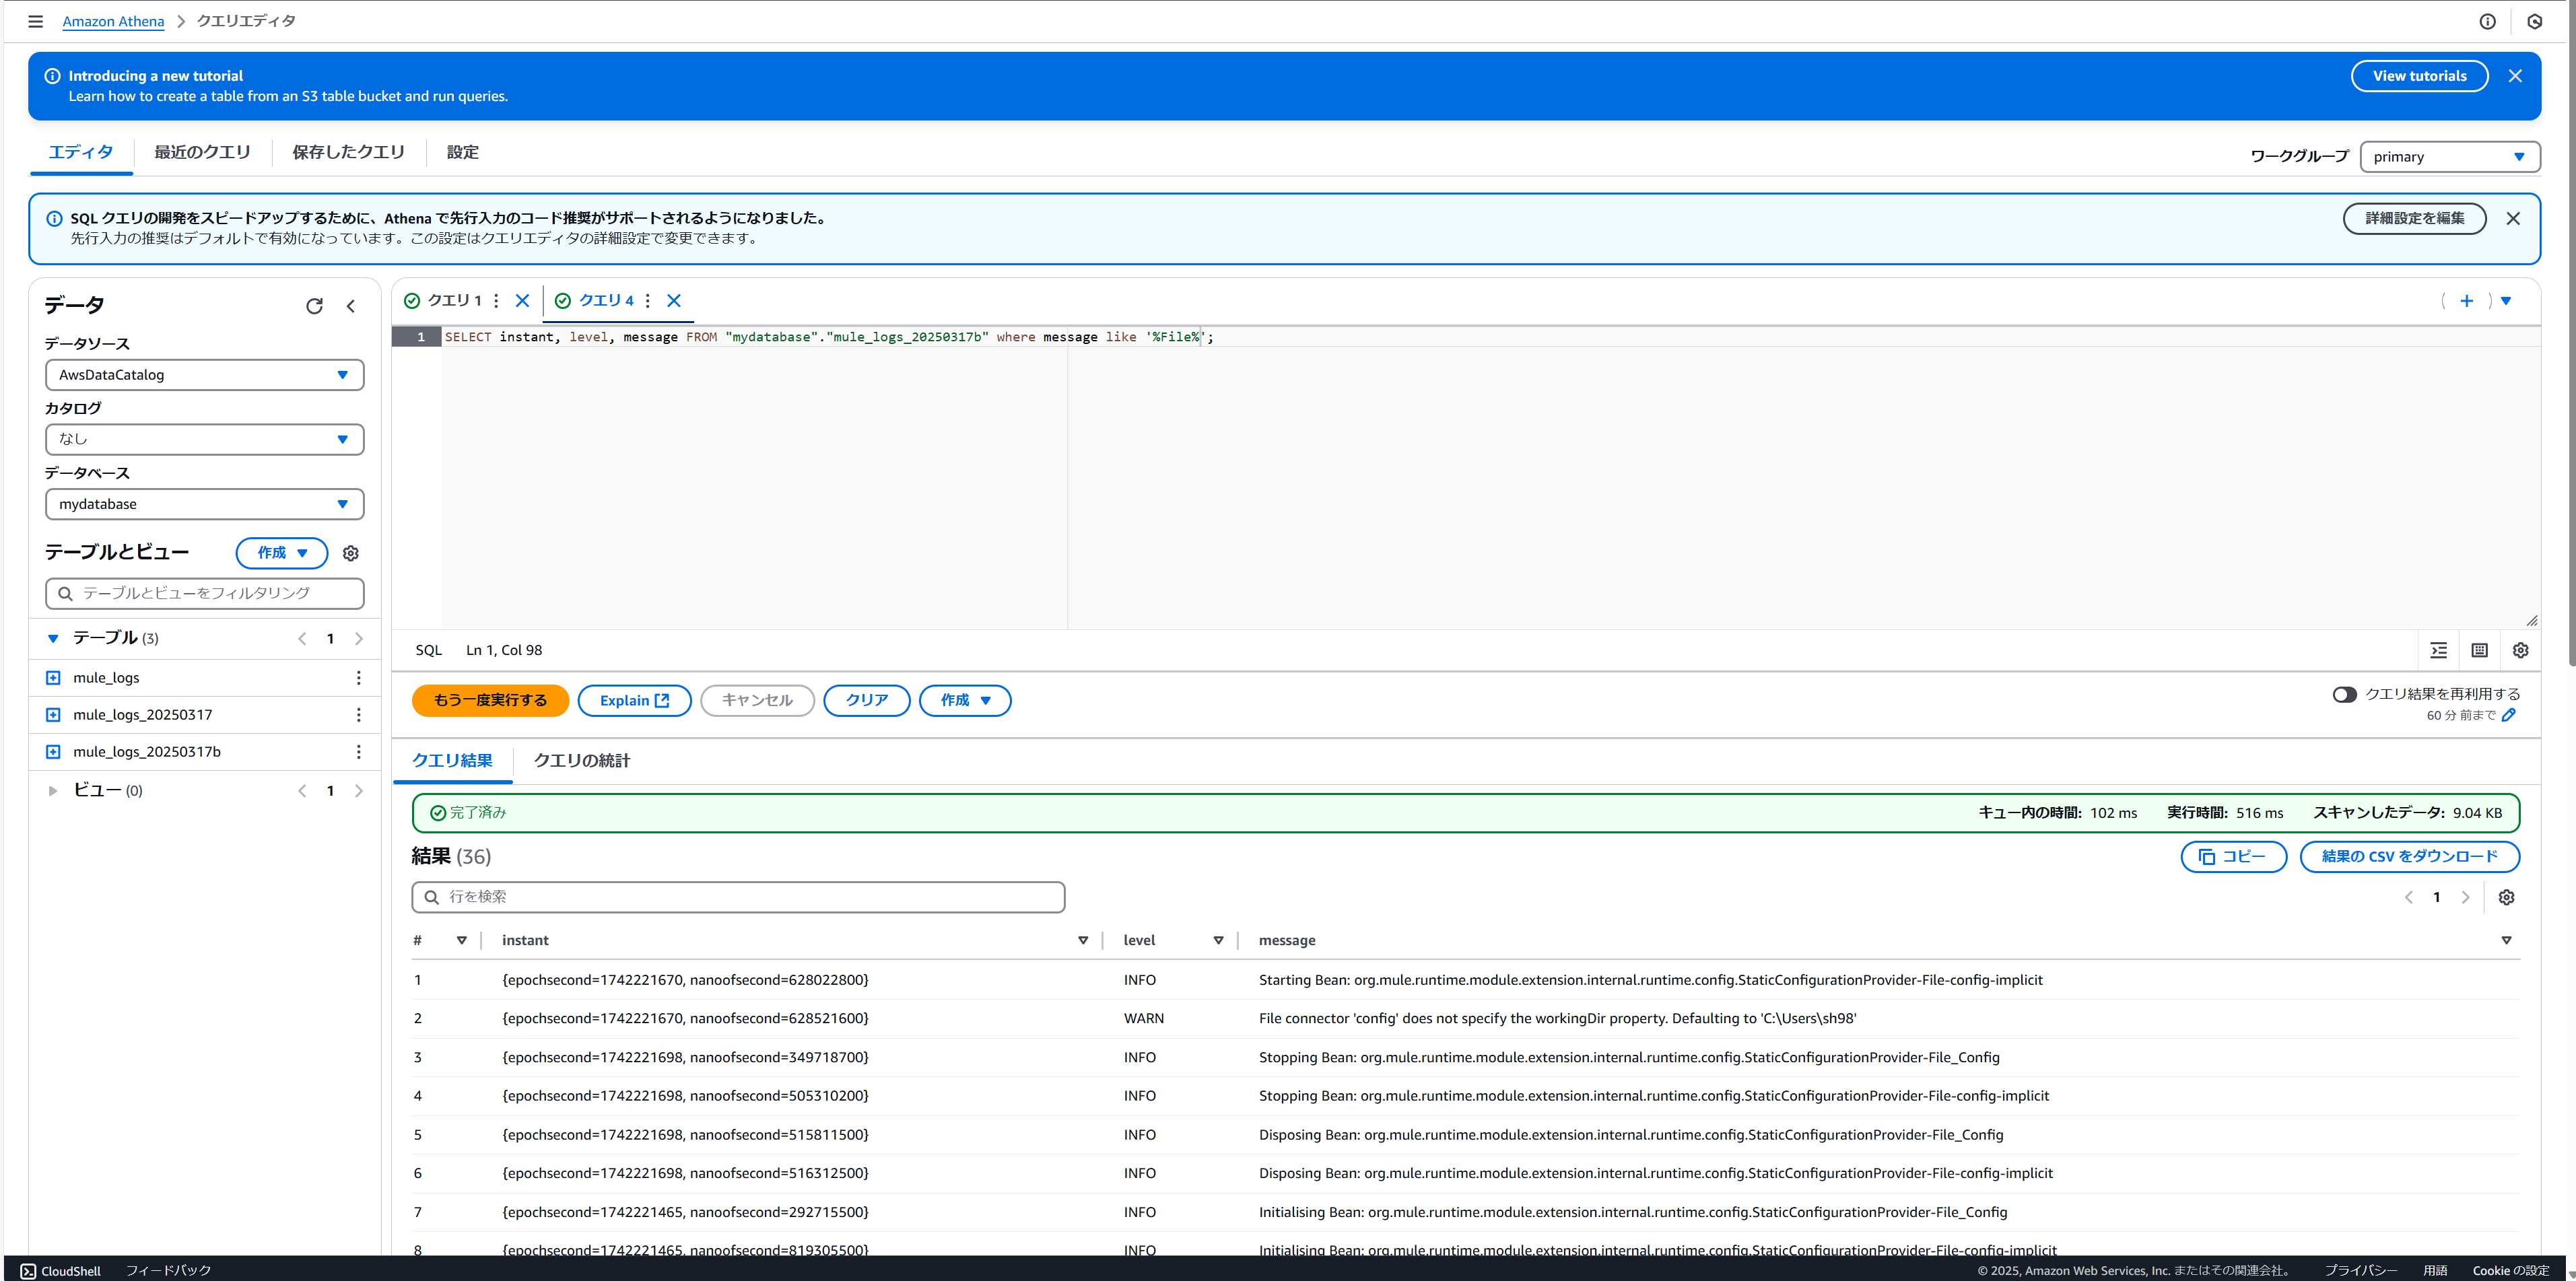 Amazon Athena > クエリエディタ
Introducing a new tutorial
Learn how to create a table from an S3 table bucket and run queries.
View tutorials
エディタ
最近のクエリ
保存したクエリ
設定
ワークグループ
primary
SQL クエリの開発をスピードアップするために、Athena で先行入力のコード推奨がサポートされるようになりました。
先行入力の推奨はデフォルトで有効になっています。この設定はクエリエディタの詳細設定で変更できます。
詳細設定を編集
データ
データソース
AwsDataCatalog
カタログ
なし
データベース
mydatabase
テーブルとビュー
作成
テーブルとビューをフィルタリング
テーブル (3)
1
mule_logs
mule_logs_20250317
mule_logs_20250317b
ビュー (0)
1
クエリ 1
クエリ 4
1 SELECT instant, level, message FROM "mydatabase"."mule_logs_20250317b" where message like '%File%';
SQL Ln 1, Col 98
もう一度実行する
Explain
キャンセル
クリア
作成
クエリ結果を再利用する
60 分 前まで
クエリ結果
クエリの統計
完了済み
キュー内の時間: 102 ms 実行時間: 516 ms スキャンしたデータ: 9.04 KB
結果 (36)
コピー
結果の CSV をダウンロード
行を検索
1
# instant level message
1 {epochsecond=1742221670, nanoofsecond=628022800} INFO Starting Bean: org.mule.runtime.module.extension.internal.runtime.config.StaticConfigurationProvider-File-config-implicit
2 {epochsecond=1742221670, nanoofsecond=628521600} WARN File connector 'config' does not specify the workingDir property. Defaulting to 'C:\Users\sh98'
3 {epochsecond=1742221698, nanoofsecond=349718700} INFO Stopping Bean: org.mule.runtime.module.extension.internal.runtime.config.StaticConfigurationProvider-File_Config
4 {epochsecond=1742221698, nanoofsecond=505310200} INFO Stopping Bean: org.mule.runtime.module.extension.internal.runtime.config.StaticConfigurationProvider-File-config-implicit
5 {epochsecond=1742221698, nanoofsecond=515811500} INFO Disposing Bean: org.mule.runtime.module.extension.internal.runtime.config.StaticConfigurationProvider-File_Config
6 {epochsecond=1742221698, nanoofsecond=516312500} INFO Disposing Bean: org.mule.runtime.module.extension.internal.runtime.config.StaticConfigurationProvider-File-config-implicit
7 {epochsecond=1742221465, nanoofsecond=292715500} INFO Initialising Bean: org.mule.runtime.module.extension.internal.runtime.config.StaticConfigurationProvider-File_Config
8 {epochsecond=1742221465, nanoofsecond=819305500} INFO Initialising Bean: org.mule.runtime.module.extension.internal.runtime.config.StaticConfigurationProvider-File-config-implicit
CloudShell フィードバック
© 2025, Amazon Web Services, Inc. またはその関連会社。 プライバシー 用語 Cookie の設定